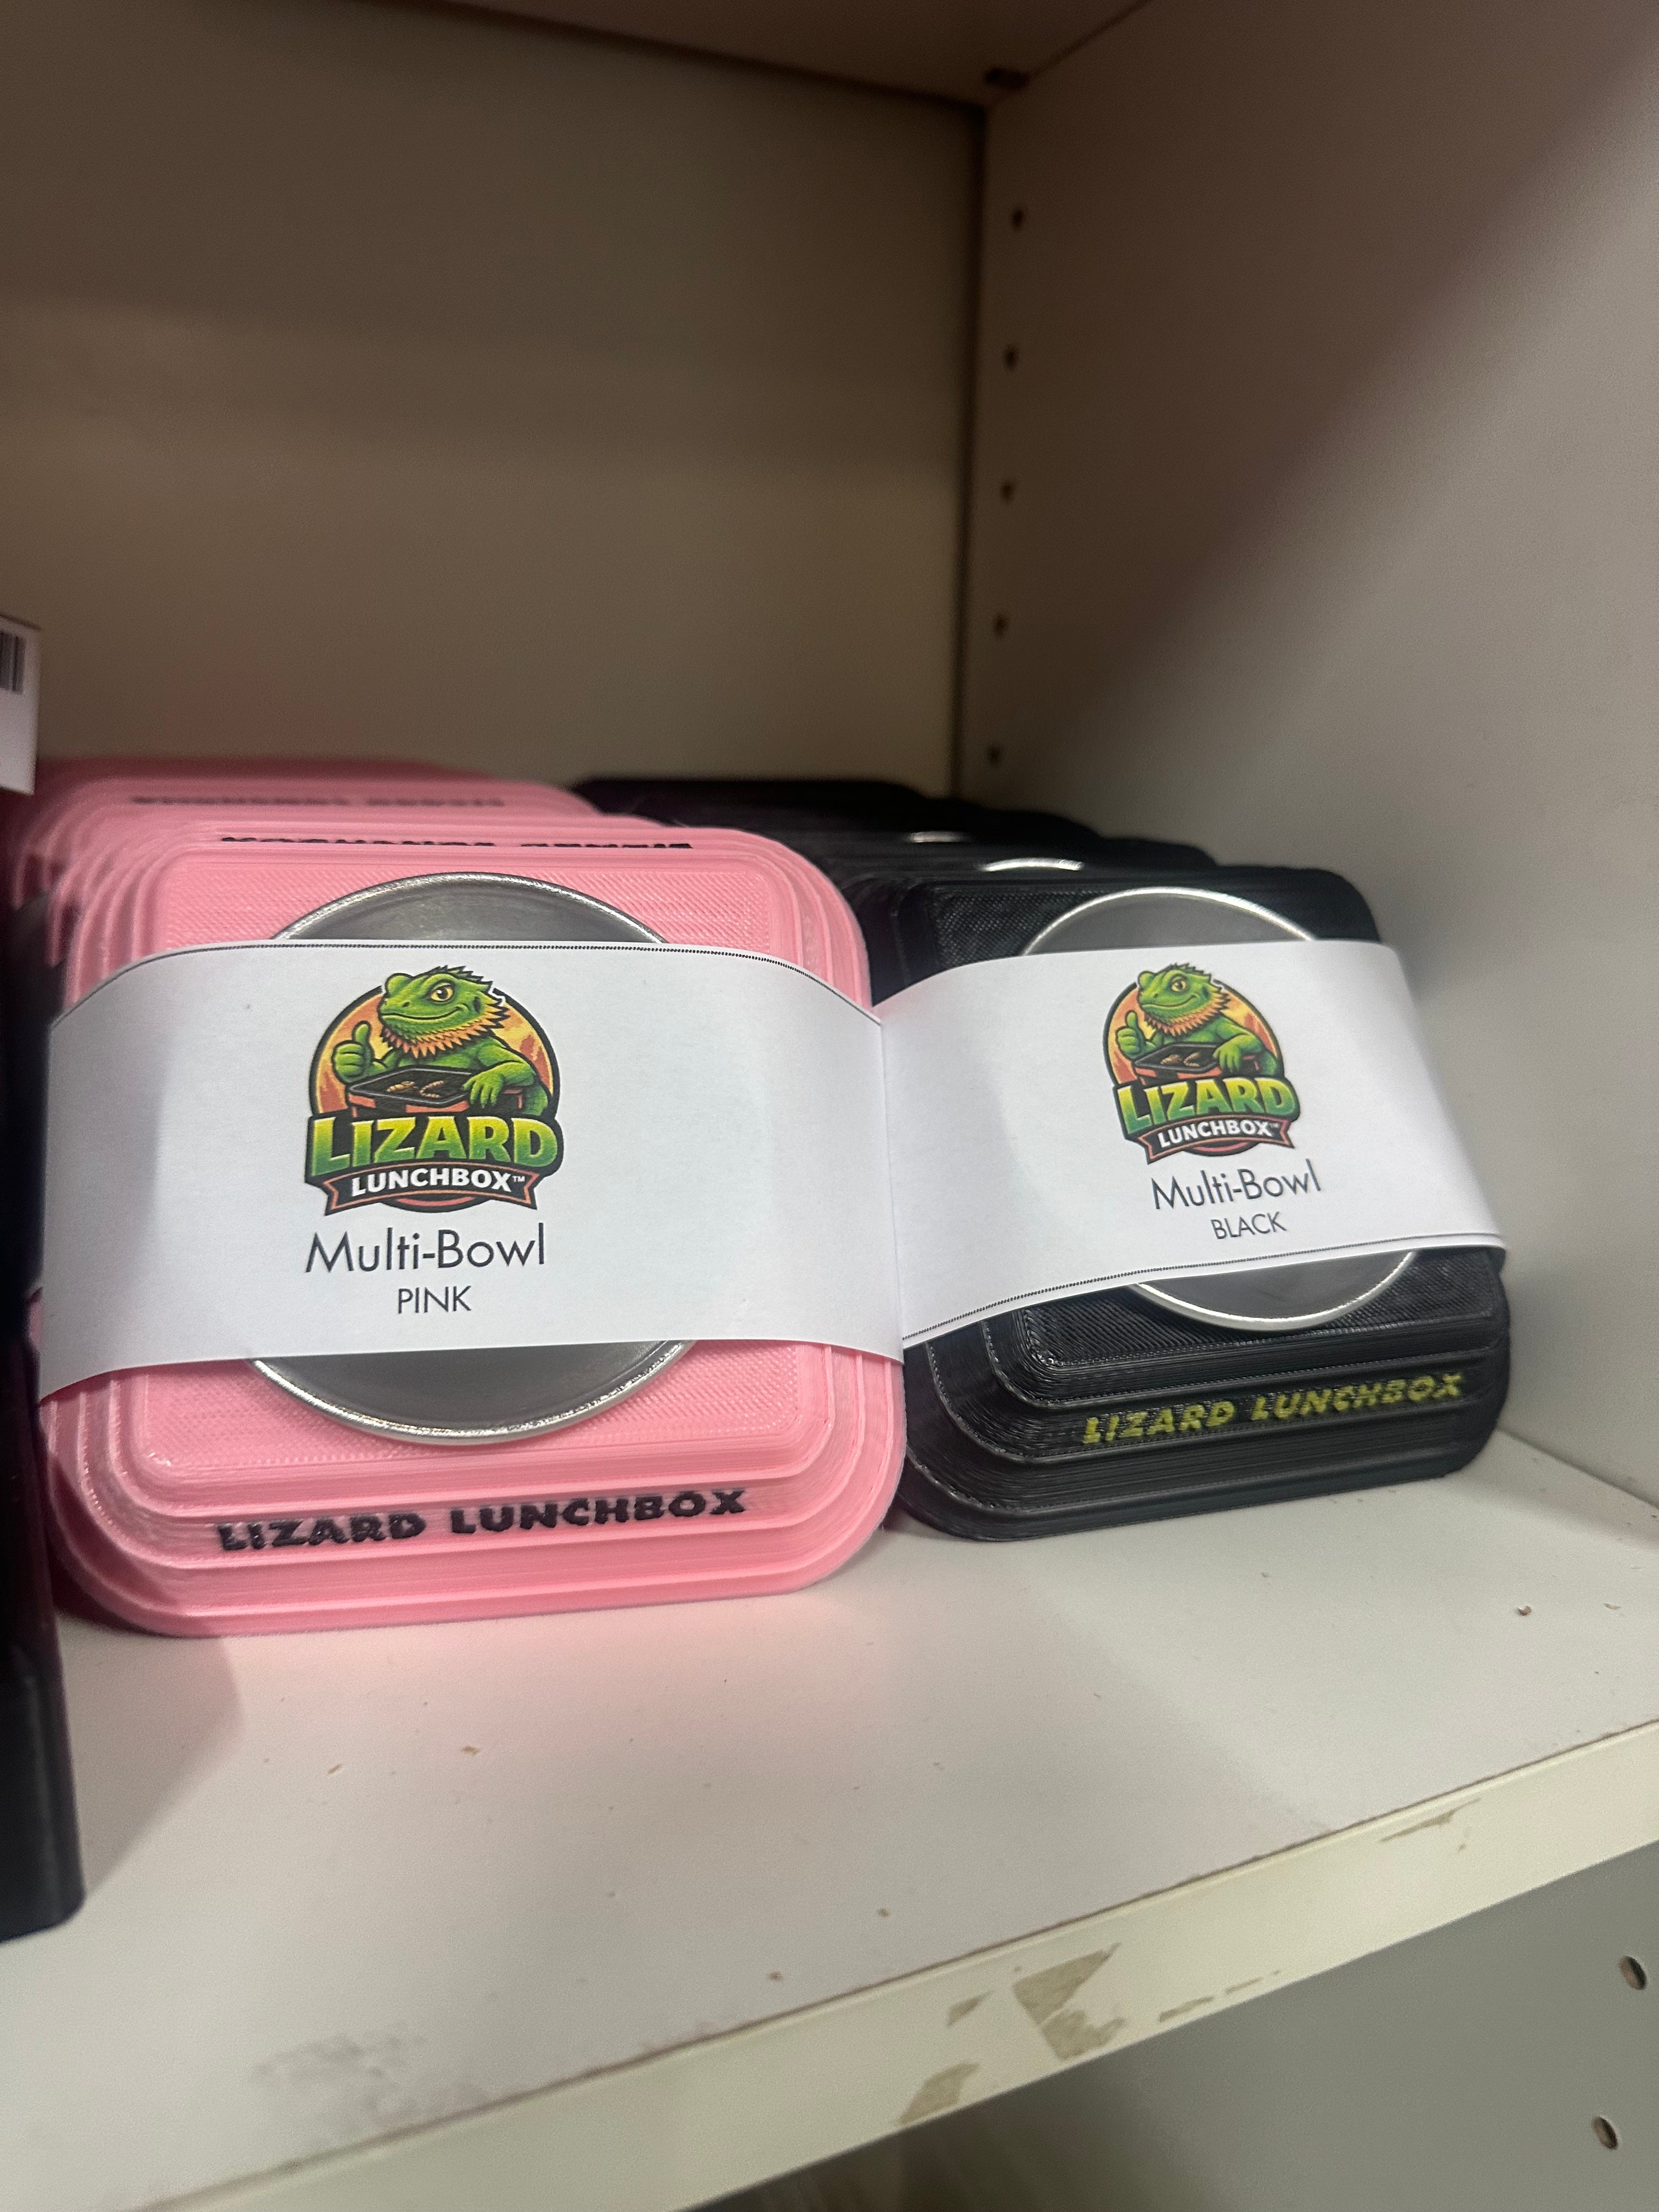 LIZARD
LUNCHBOX™
Multi-Bowl
PINK
LIZARD LUNCHBOX
LIZARD
LUNCHBOX™
Multi-Bowl
BLACK
LIZARD LUNCHBOX